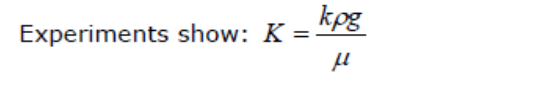 Experiments show: K = kρg / μ